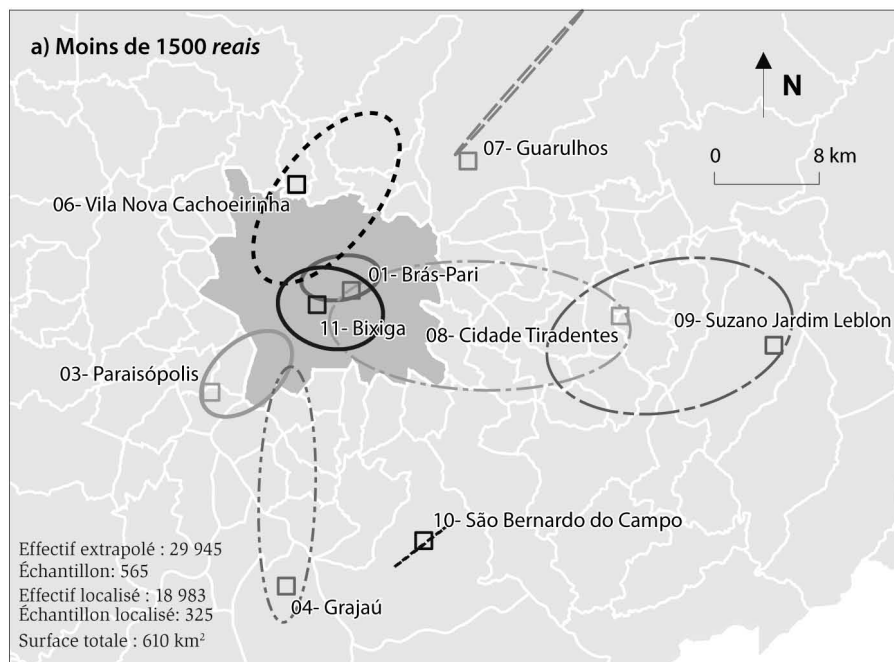 a) Moins de 1500 reais
N
07- Guarulhos
0 8 km
06- Vila Nova Cachoeirinha
01- Brás-Pari
11- Bixiga
08- Cidade Tiradentes
09- Suzano Jardim Leblon
03- Paraisópolis
10- São Bernardo do Campo
Effectif extrapolé : 29 945
Échantillon: 565
Effectif localisé : 18 983
Échantillon localisé: 325
04- Grajaú
Surface totale : 610 km²